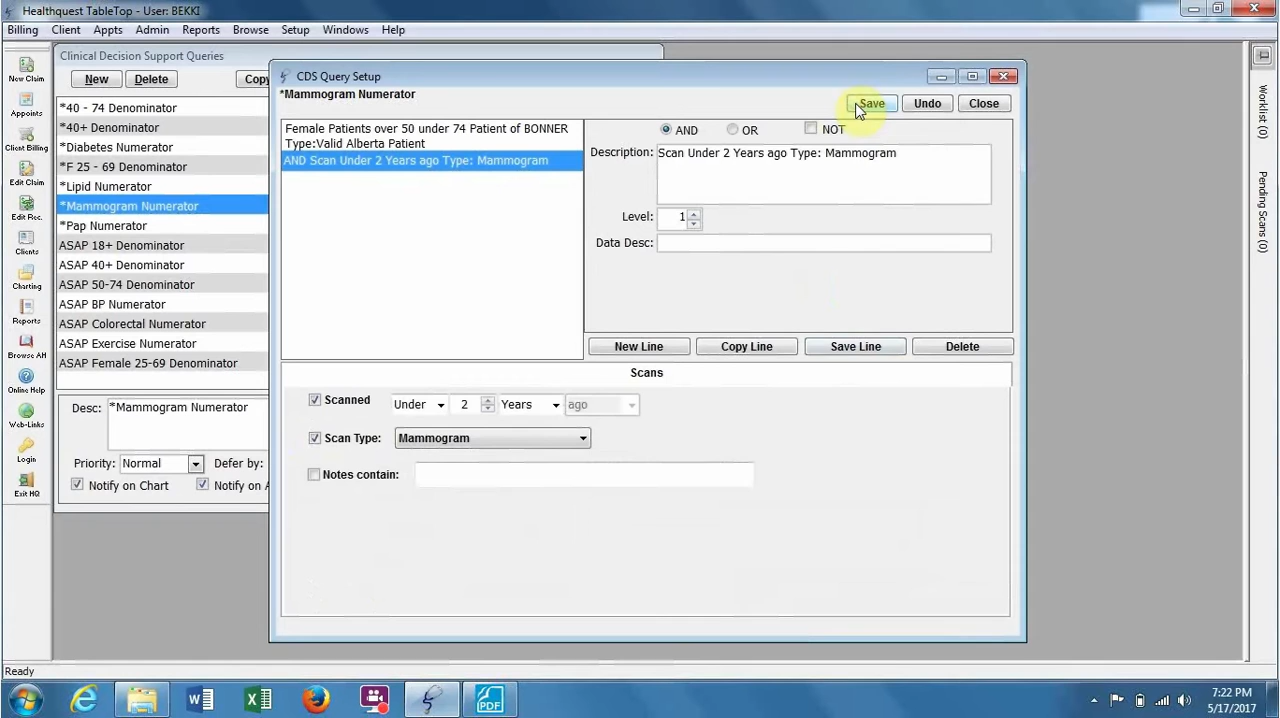 Healthquest TableTop - User: BEKKI
Billing Client Appts Admin Reports Browse Setup Windows Help
New Claim
Appoints
Client Billing
Edit Claim
Edit Rec.
Clients
Charting
Reports
Browse AH
Online Help
Web-Links
Login
Exit HQ
Clinical Decision Support Queries
New Delete Copy
*40 - 74 Denominator
*40+ Denominator
*Diabetes Numerator
*F 25 - 69 Denominator
*Lipid Numerator
*Mammogram Numerator
*Pap Numerator
ASAP 18+ Denominator
ASAP 40+ Denominator
ASAP 50-74 Denominator
ASAP BP Numerator
ASAP Colorectal Numerator
ASAP Exercise Numerator
ASAP Female 25-69 Denominator
Desc: *Mammogram Numerator
Priority: Normal Defer by:
Notify on Chart Notify on A
CDS Query Setup
*Mammogram Numerator
Save Undo Close
Female Patients over 50 under 74 Patient of BONNER
Type:Valid Alberta Patient
AND Scan Under 2 Years ago Type: Mammogram
AND OR NOT
Description: Scan Under 2 Years ago Type: Mammogram
Level: 1
Data Desc:
New Line Copy Line Save Line Delete
Scans
Scanned Under 2 Years ago
Scan Type: Mammogram
Notes contain:
Worklist (0)
Pending Scans (0)
Ready
PDF
7:22 PM
5/17/2017